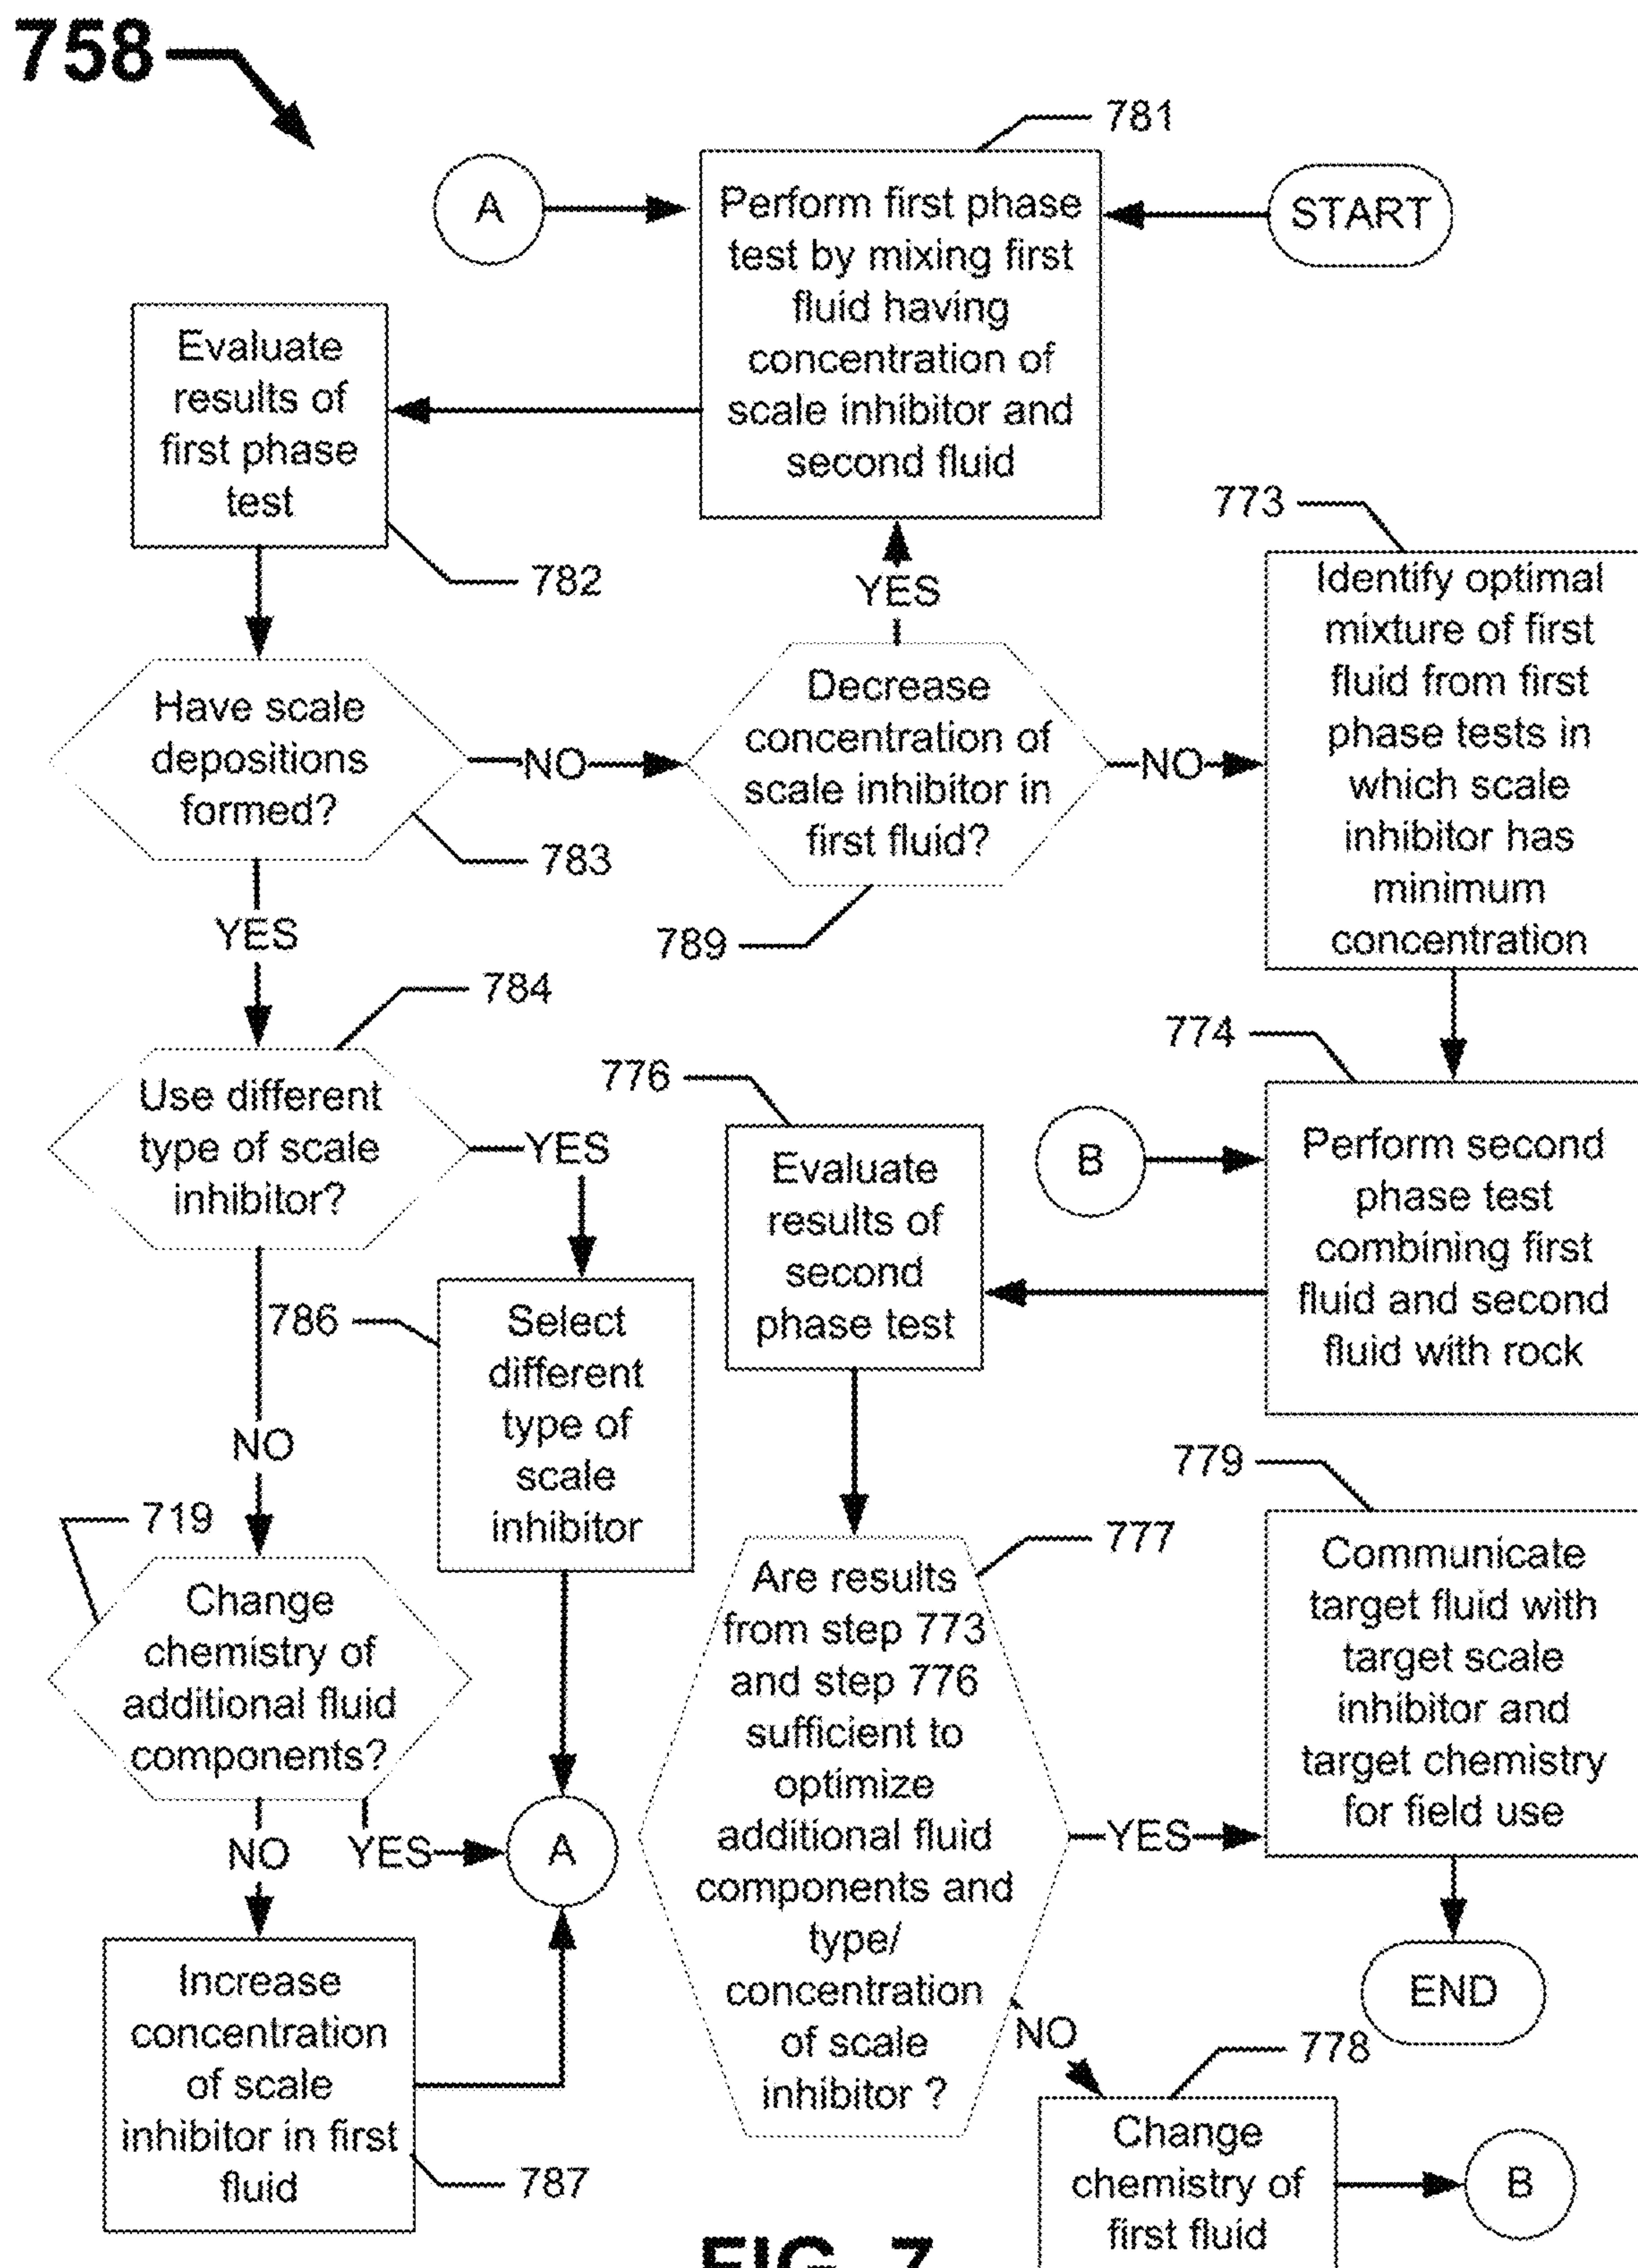 758
781
A
Perform first phase
test by mixing first
fluid having
concentration of
scale inhibitor and
second fluid
START
Evaluate
results of
first phase
test
782
773
Identify optimal
mixture of first
fluid from first
phase tests in
which scale
inhibitor has
minimum
concentration
YES
Have scale
depositions
formed?
783
NO
Decrease
concentration of
scale inhibitor in
first fluid?
789
NO
YES
784
Use different
type of scale
inhibitor?
YES
776
Evaluate
results of
second
phase test
774
B
Perform second
phase test
combining first
fluid and second
fluid with rock
786
Select
different
type of
scale
inhibitor
NO
719
Change
chemistry of
additional fluid
components?
NO
YES
A
777
Are results
from step 773
and step 776
sufficient to
optimize
additional fluid
components and
type/
concentration
of scale
inhibitor ?
YES
779
Communicate
target fluid with
target scale
inhibitor and
target chemistry
for field use
END
Increase
concentration
of scale
inhibitor in first
fluid
787
NO
778
Change
chemistry of
first fluid
B
FIG. 7